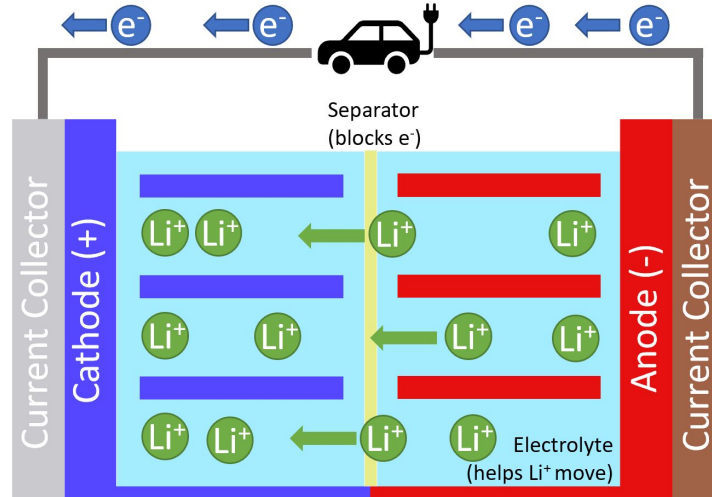 e⁻
e⁻
e⁻
e⁻
Separator
(blocks e⁻)
Current Collector
Cathode (+)
Li⁺
Li⁺
Li⁺
Li⁺
Li⁺
Li⁺
Li⁺
Li⁺
Li⁺
Li⁺
Li⁺
Li⁺
Electrolyte
(helps Li⁺ move)
Anode (-)
Current Collector